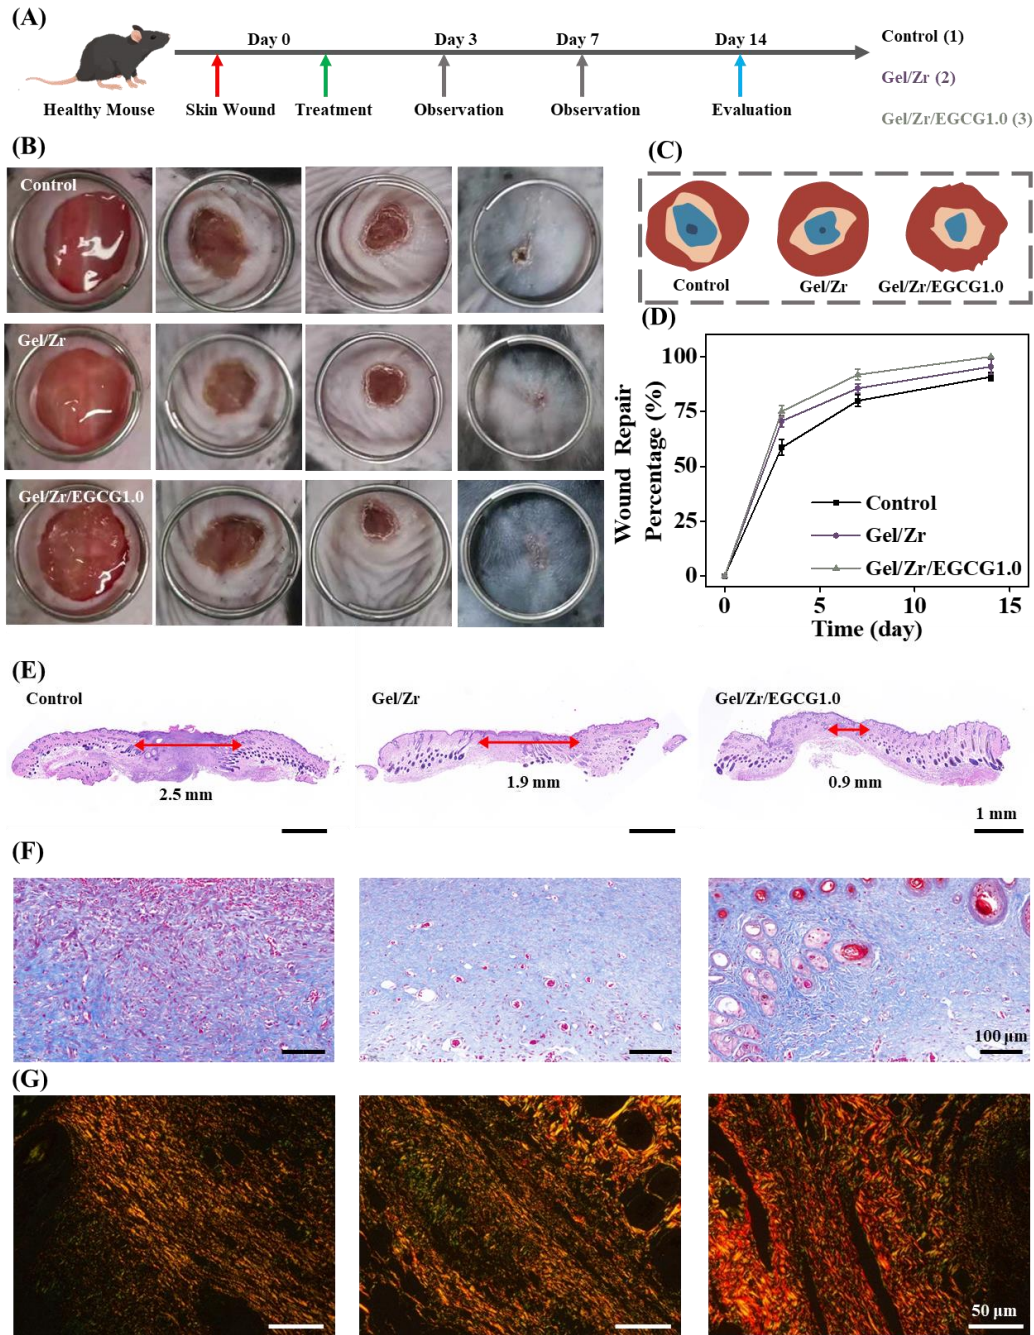 (A)
Day 0
Day 3
Day 7
Day 14
Healthy Mouse
Skin Wound
Treatment
Observation
Observation
Evaluation
Control (1)
Gel/Zr (2)
Gel/Zr/EGCG1.0 (3)
(B)
Control
Gel/Zr
Gel/Zr/EGCG1.0
(C)
Control
Gel/Zr
Gel/Zr/EGCG1.0
(D)
Wound Repair
Percentage (%)
100
75
50
25
0
Control
Gel/Zr
Gel/Zr/EGCG1.0
0
5
10
15
Time (day)
(E)
Control
Gel/Zr
Gel/Zr/EGCG1.0
2.5 mm
1.9 mm
0.9 mm
1 mm
(F)
100 μm
(G)
50 μm